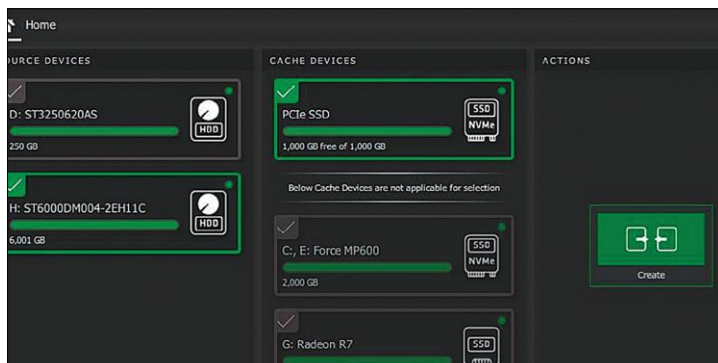 Home
OURCE DEVICES
CACHE DEVICES
ACTIONS
D: ST3250620AS
HDD
250 GB
H: ST6000DM004-2EH11C
HDD
6,001 GB
PCIe SSD
SSD
NVMe
1,000 GB free of 1,000 GB
Below Cache Devices are not applicable for selection
C:, E: Force MP600
SSD
NVMe
2,000 GB
G: Radeon R7
SSD
Create